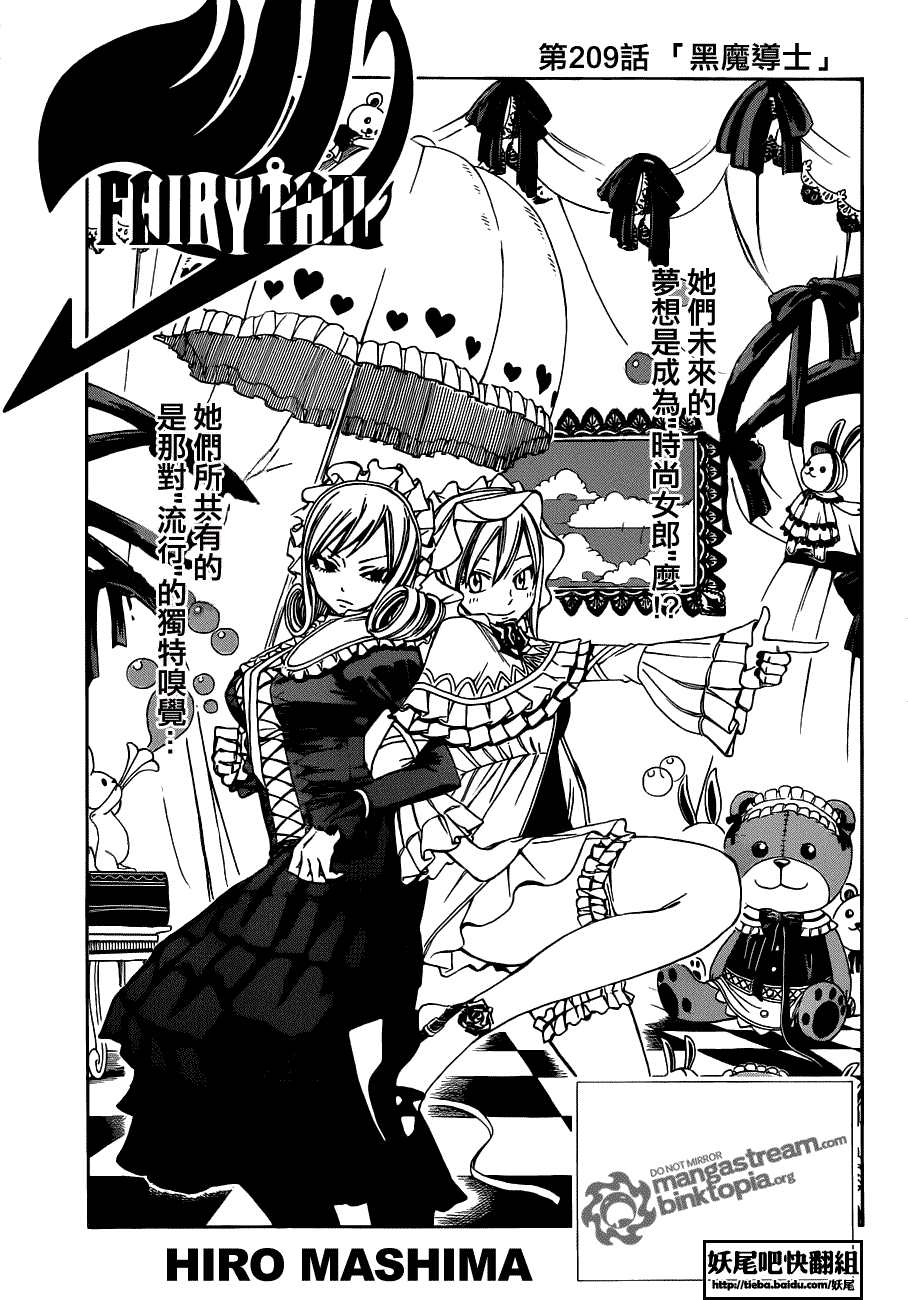 第209話 「黑魔導士」
FAIRY TAIL
她們未來的
夢想是成為"時尚女郎"麼!?
她們所共有的
是那對"流行"的獨特嗅覺…
DO NOT MIRROR
mangastream.com
binktopia.org
HIRO MASHIMA
妖尾吧快翻組
http://tieba.baidu.com/妖尾